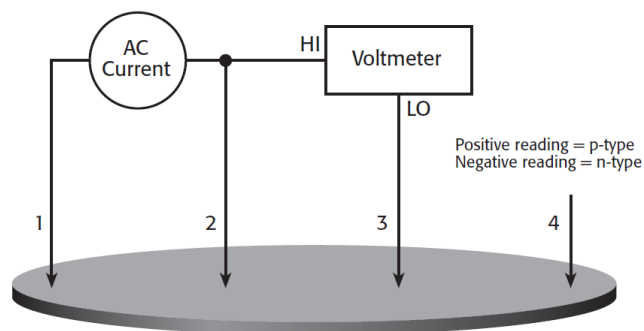 AC
Current
HI
Voltmeter
LO
Positive reading = p-type
Negative reading = n-type
1
2
3
4